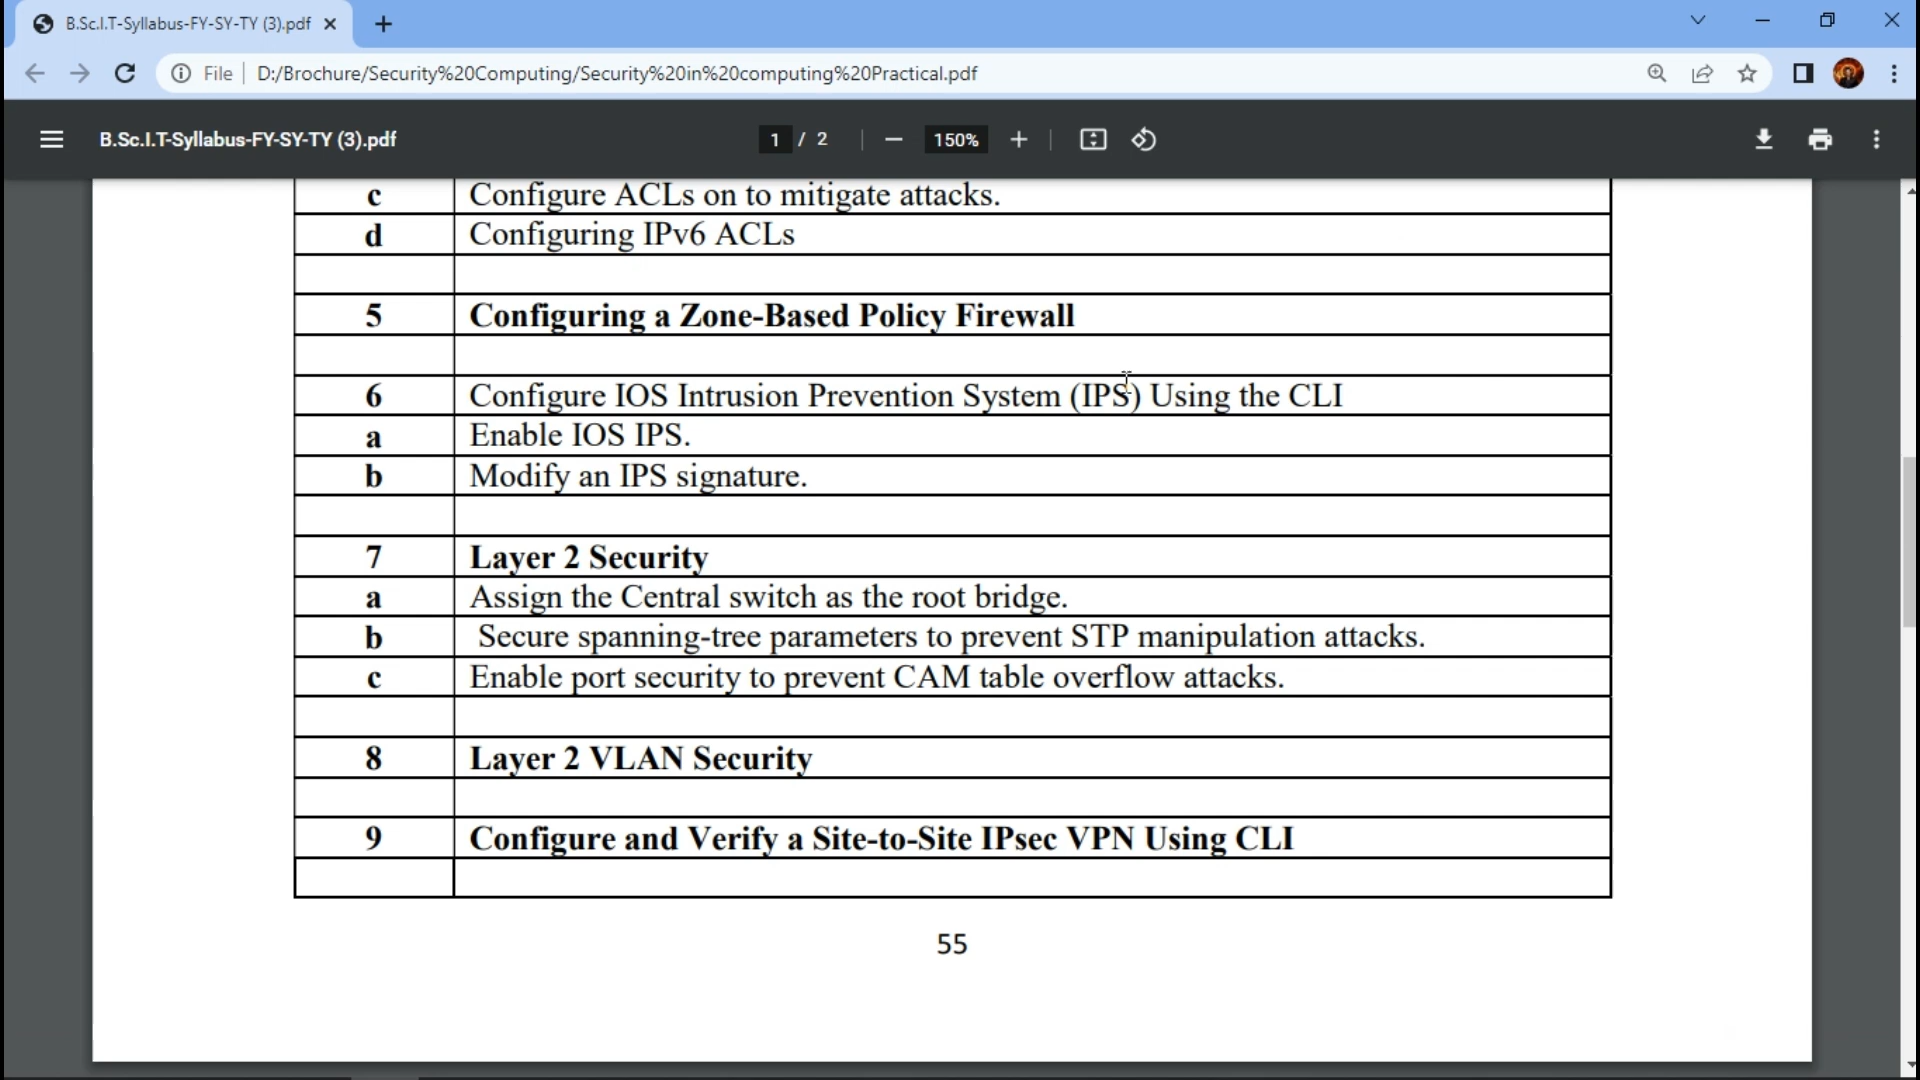 B.Sc.I.T-Syllabus-FY-SY-TY (3).pdf
File
D:/Brochure/Security%20Computing/Security%20in%20computing%20Practical.pdf
B.Sc.I.T-Syllabus-FY-SY-TY (3).pdf
1 / 2
150%
c Configure ACLs on to mitigate attacks.
d Configuring IPv6 ACLs
5 Configuring a Zone-Based Policy Firewall
6 Configure IOS Intrusion Prevention System (IPS) Using the CLI
a Enable IOS IPS.
b Modify an IPS signature.
7 Layer 2 Security
a Assign the Central switch as the root bridge.
b Secure spanning-tree parameters to prevent STP manipulation attacks.
c Enable port security to prevent CAM table overflow attacks.
8 Layer 2 VLAN Security
9 Configure and Verify a Site-to-Site IPsec VPN Using CLI
55